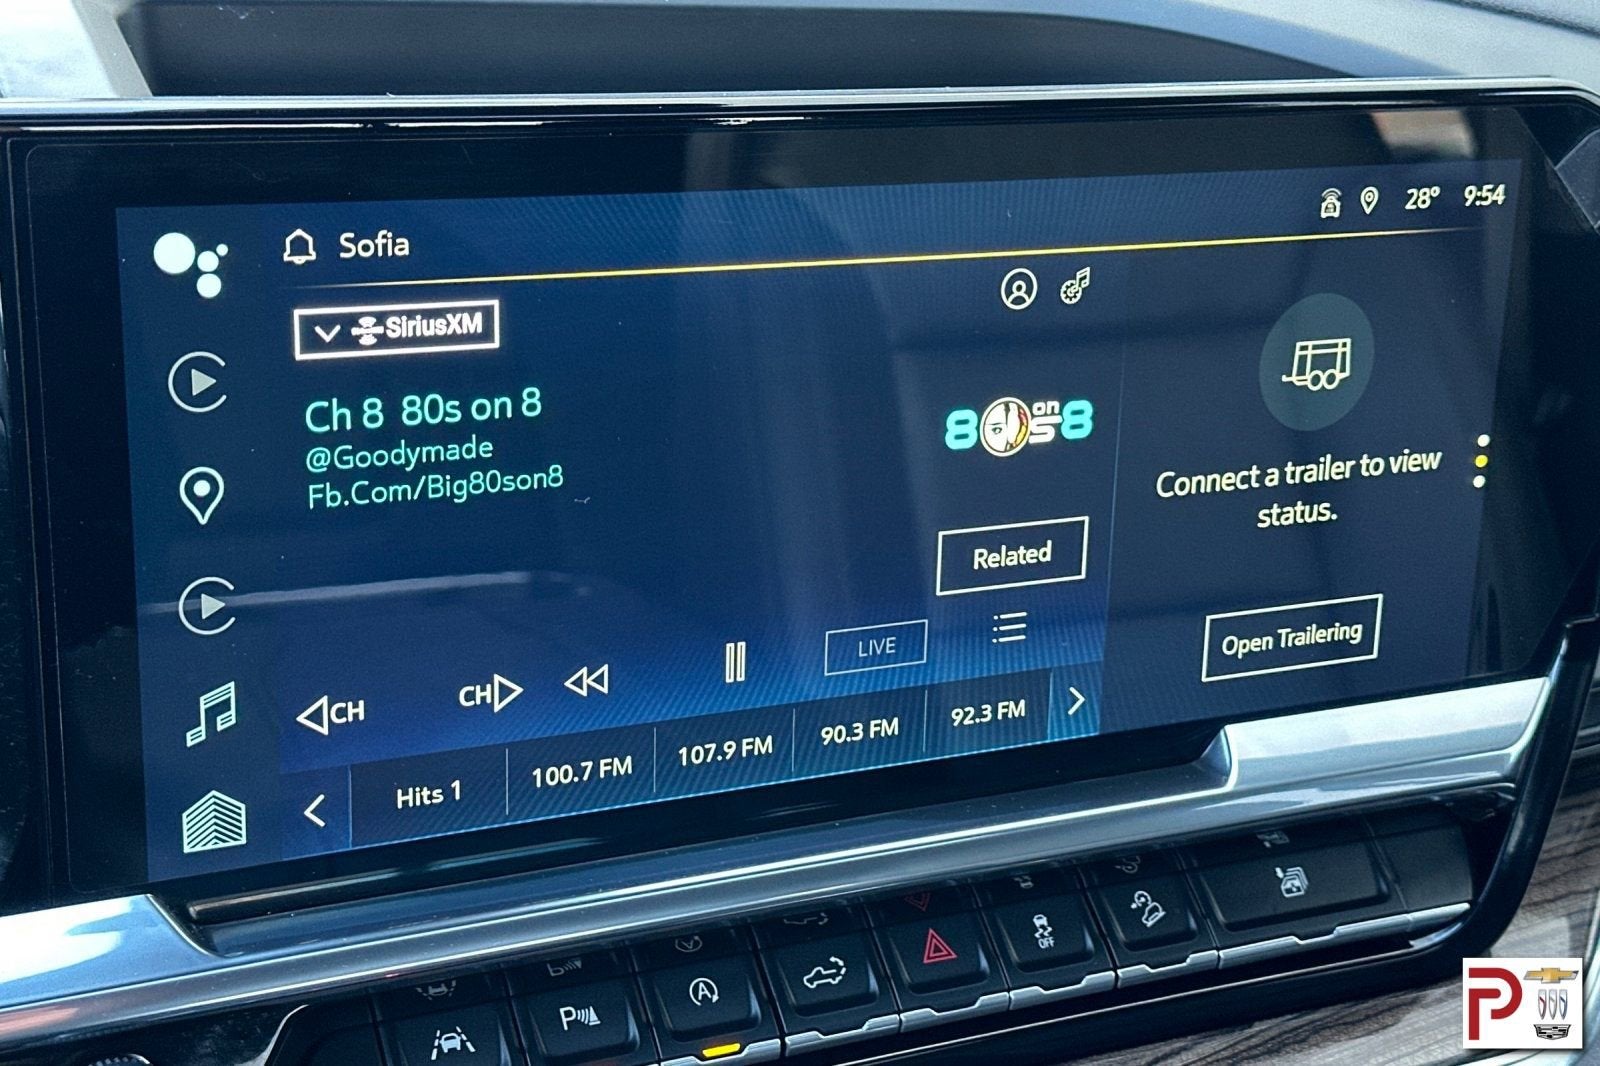 Sofia
28° 9:54
SiriusXM
Ch 8 80s on 8
@Goodymade
Fb.Com/Big80son8
80s on 8
Connect a trailer to view
status.
Related
Open Trailering
LIVE
CH
CH
Hits 1
100.7 FM
107.9 FM
90.3 FM
92.3 FM
P
A
OFF
P